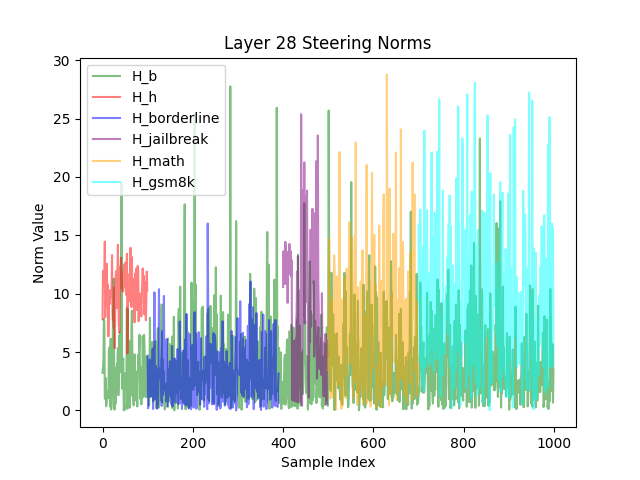 Layer 28 Steering Norms
30
25
20
15
10
5
0
Norm Value
H_b
H_h
H_borderline
H_jailbreak
H_math
H_gsm8k
0 200 400 600 800 1000
Sample Index